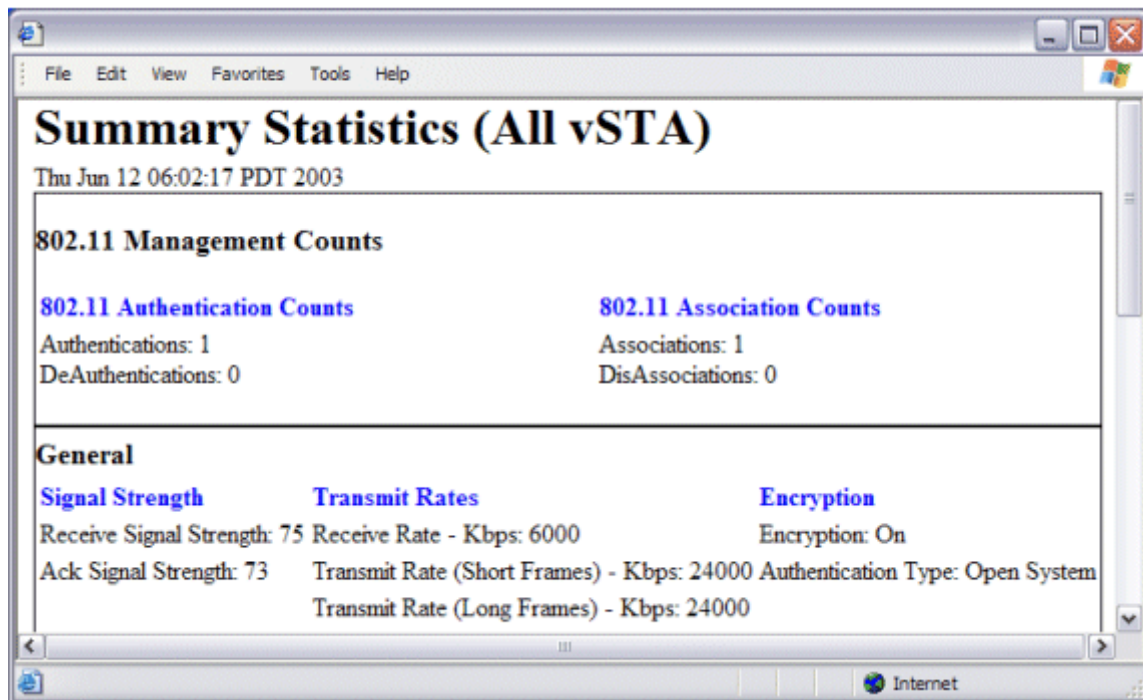 File Edit View Favorites Tools Help
Summary Statistics (All vSTA)
Thu Jun 12 06:02:17 PDT 2003
802.11 Management Counts
802.11 Authentication Counts 802.11 Association Counts
Authentications: 1 Associations: 1
DeAuthentications: 0 DisAssociations: 0
General
Signal Strength Transmit Rates Encryption
Receive Signal Strength: 75 Receive Rate - Kbps: 6000 Encryption: On
Ack Signal Strength: 73 Transmit Rate (Short Frames) - Kbps: 24000 Authentication Type: Open System
Transmit Rate (Long Frames) - Kbps: 24000
Internet